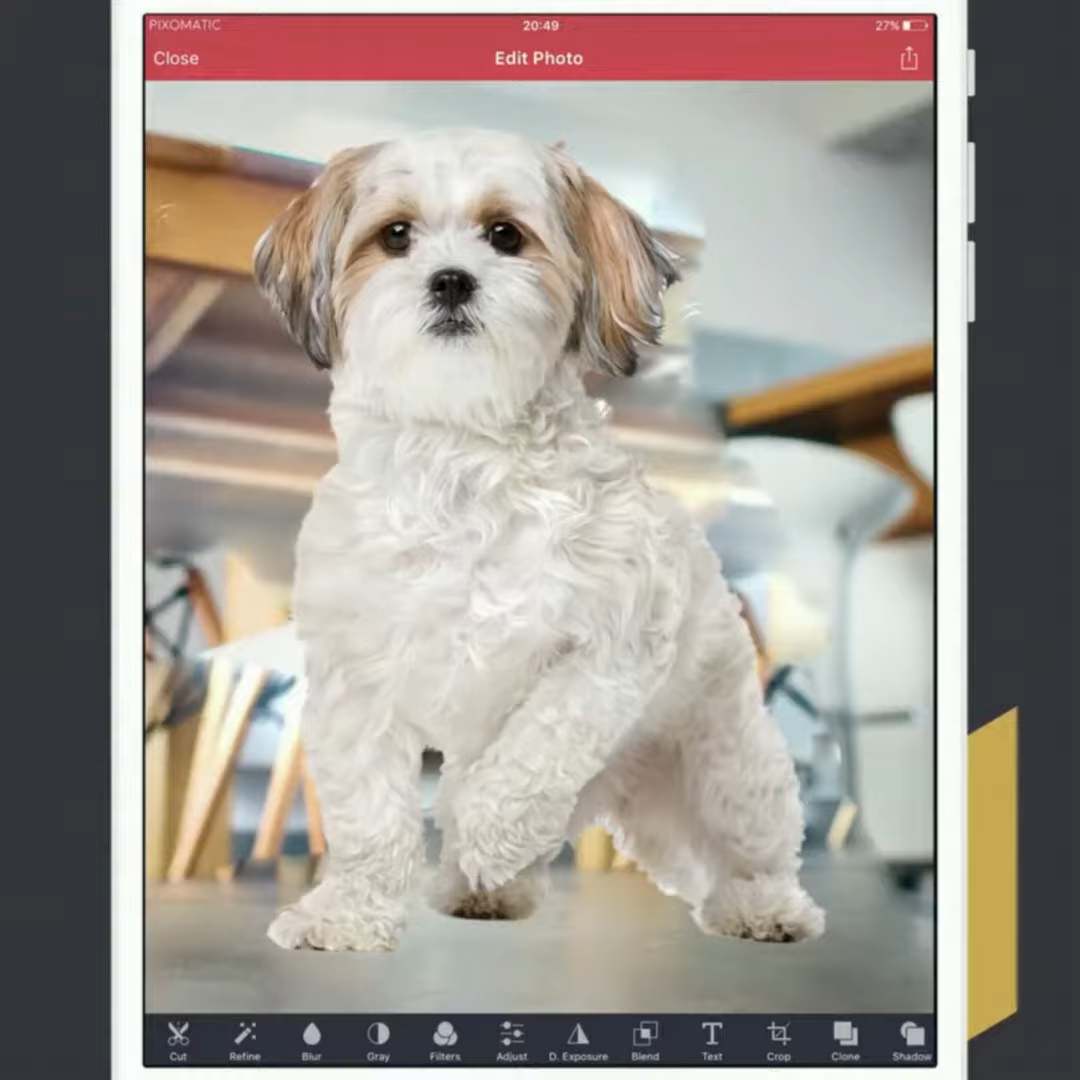 PIXOMATIC 20:49 27%
Close Edit Photo
Cut Refine Blur Gray Filters Adjust D. Exposure Blend Text Crop Clone Shadow